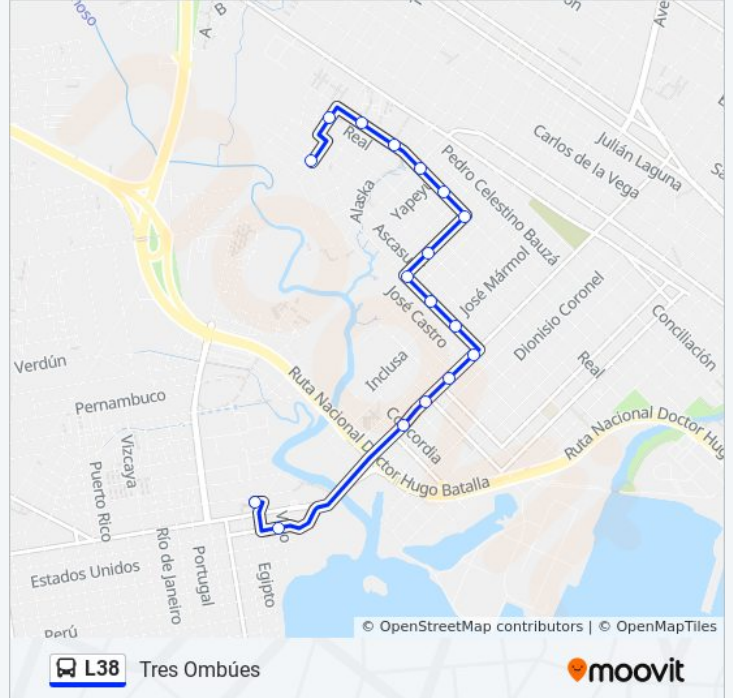 A
B
Ave
Real
Julián Laguna
Carlos de la Vega
Pedro Celestino Bauzá
Alaska
Yapeyú
José Mármol
José Castro
Dionisio Coronel
Conciliación
Real
Inclusa
Verdún
Pernambuco
Ruta Nacional Doctor Hugo Batalla
Ruta Nacional Doctor Hug
Concordia
Vizcaya
Puerto Rico
Río de Janeiro
Portugal
Egipto
Estados Unidos
Perú
© OpenStreetMap contributors | © OpenMapTiles
L38 Tres Ombúes
moovit